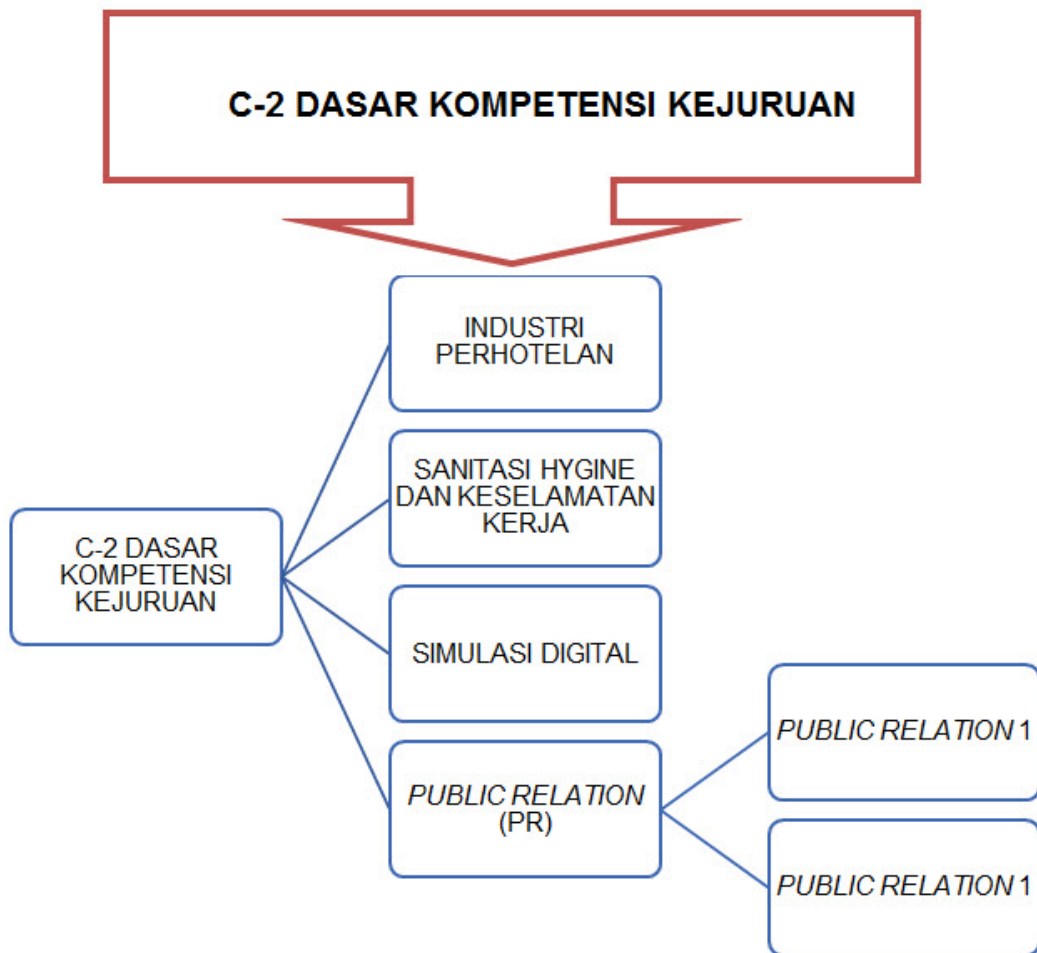 C-2 DASAR KOMPETENSI KEJURUAN
INDUSTRI
PERHOTELAN
SANITASI HYGINE
DAN KESELAMATAN
KERJA
C-2 DASAR
KOMPETENSI
KEJURUAN
SIMULASI DIGITAL
PUBLIC RELATION
(PR)
PUBLIC RELATION 1
PUBLIC RELATION 1